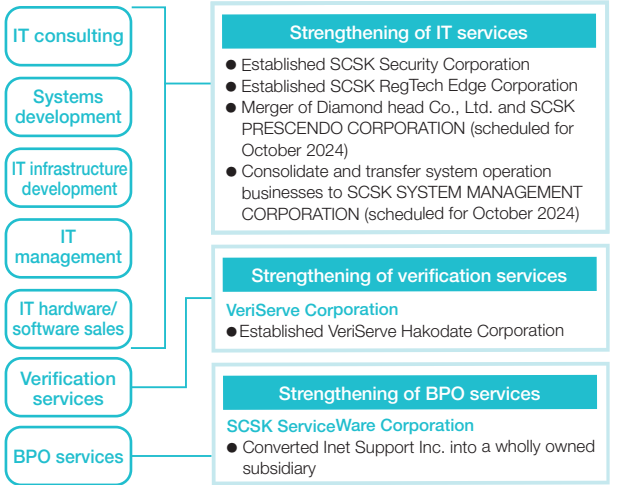 IT consulting
Systems
development
IT infrastructure
development
IT
management
IT hardware/
software sales
Verification
services
BPO services
Strengthening of IT services
● Established SCSK Security Corporation
● Established SCSK RegTech Edge Corporation
● Merger of Diamond head Co., Ltd. and SCSK
PRESCENDO CORPORATION (scheduled for
October 2024)
● Consolidate and transfer system operation
businesses to SCSK SYSTEM MANAGEMENT
CORPORATION (scheduled for October 2024)
Strengthening of verification services
VeriServe Corporation
● Established VeriServe Hakodate Corporation
Strengthening of BPO services
SCSK ServiceWare Corporation
● Converted Inet Support Inc. into a wholly owned
subsidiary